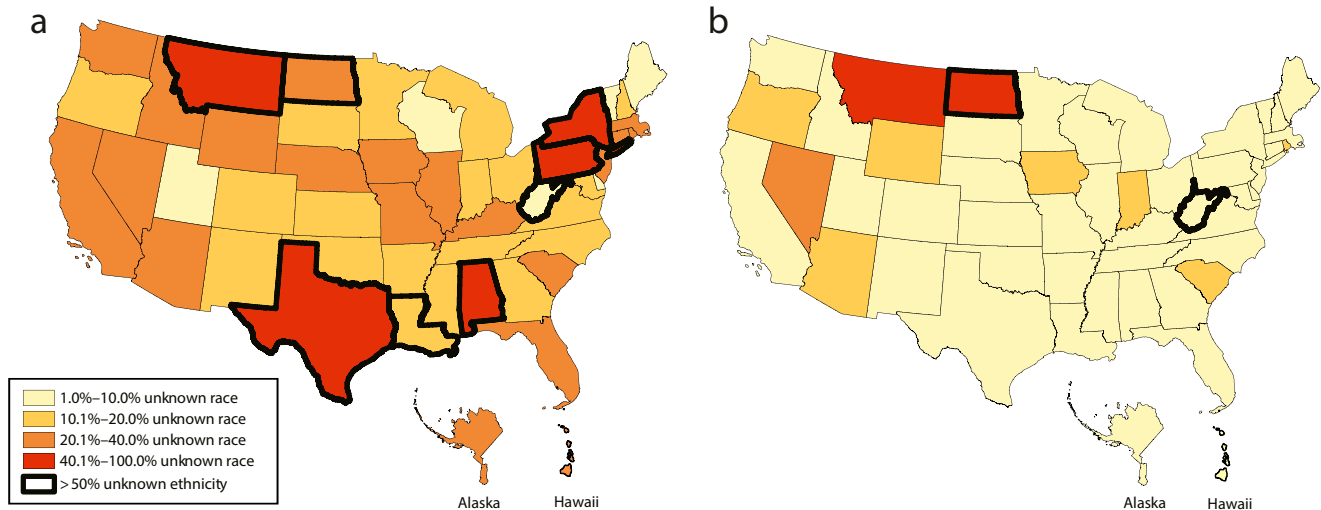 a
b
1.0%–10.0% unknown race
10.1%–20.0% unknown race
20.1%–40.0% unknown race
40.1%–100.0% unknown race
>50% unknown ethnicity
Alaska
Hawaii
Alaska
Hawaii